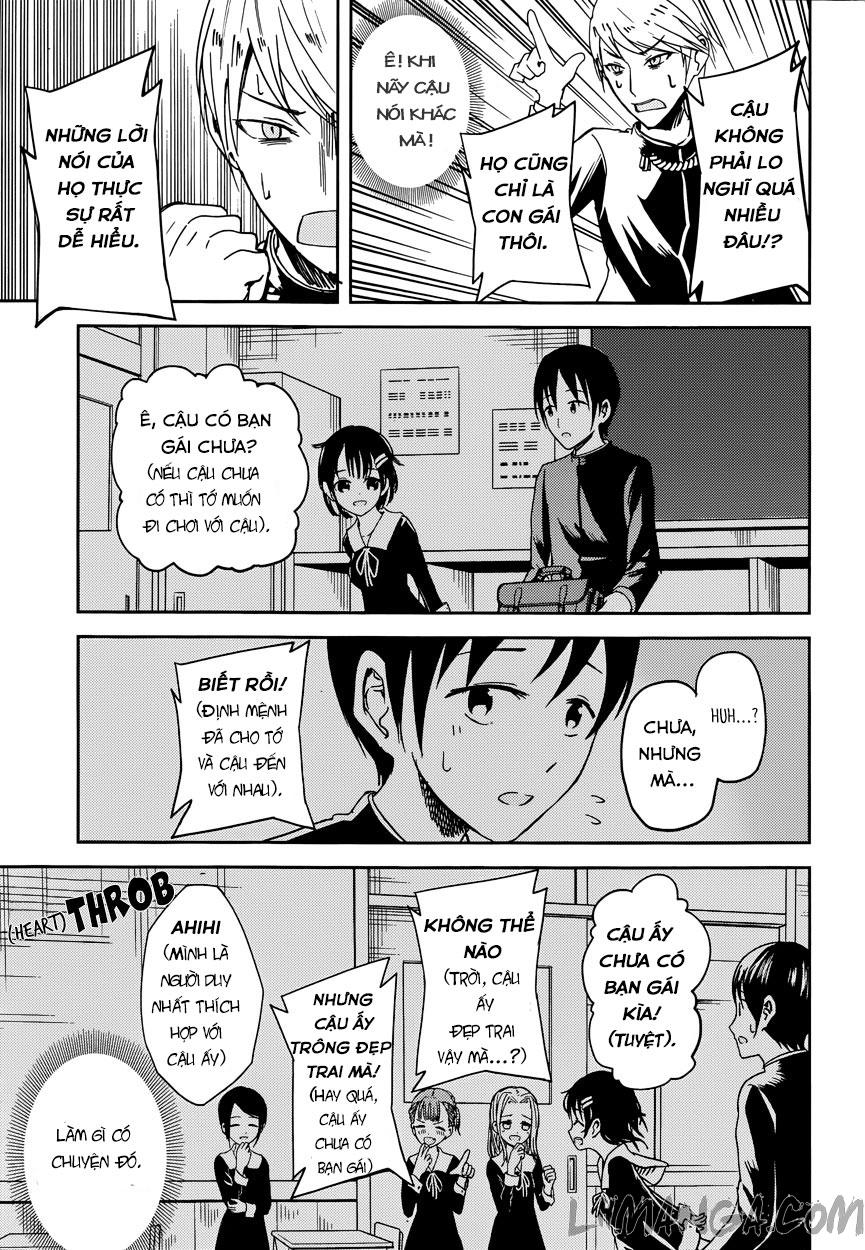 CẬU
KHÔNG
PHẢI LO
NGHĨ QUÁ
NHIỀU
ĐÂU!?
HỌ CŨNG
CHỈ LÀ
CON GÁI
THÔI.
Ê! KHI
NÃY CẬU
NÓI KHÁC
MÀ!
NHỮNG LỜI
NÓI CỦA
HỌ THỰC
SỰ RẤT
DỄ HIỂU.
Ê, CẬU CÓ BẠN
GÁI CHƯA?
(NẾU CẬU CHƯA
CÓ THÌ TỚ MUỐN
ĐI CHƠI VỚI CẬU).
HUH...?
CHƯA,
NHƯNG
MÀ...
BIẾT RỒI!
(ĐỊNH MỆNH
ĐÃ CHO TỚ
VÀ CẬU ĐẾN
VỚI NHAU).
CẬU ẤY
CHƯA CÓ
BẠN GÁI
KÌA!
(TUYỆT).
KHÔNG THỂ
NÀO
(TRỜI, CẬU
ẤY
ĐẸP TRAI
VẬY MÀ...?)
NHƯNG
CẬU ẤY
TRÔNG ĐẸP
TRAI MÀ!
(HAY QUÁ,
CẬU ẤY
CHƯA CÓ
BẠN GÁI)
AHIHI
(MÌNH LÀ
NGƯỜI DUY
NHẤT THÍCH
HỢP VỚI
CẬU ẤY)
(HEART) THROB
LÀM GÌ CÓ
CHUYỆN ĐÓ.
LHMANGA.COM